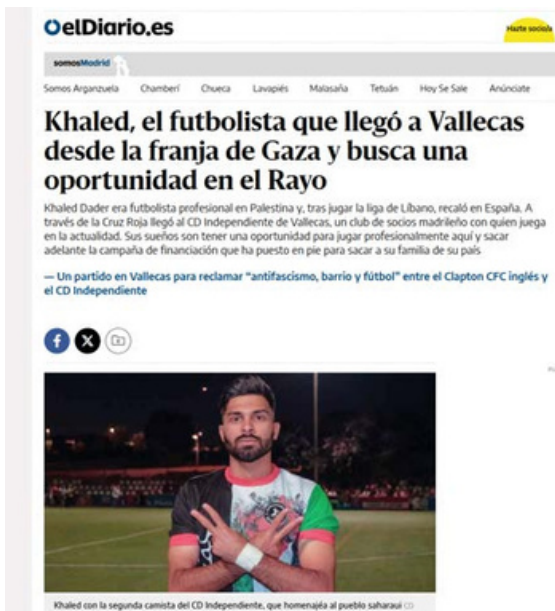 elDiario.es
Hazte socio/a
somosMadrid
Somos Arganzuela Chamberí Chueca Lavapiés Malasaña Tetuán Hoy Se Sale Anúnciate
Khaled, el futbolista que llegó a Vallecas
desde la franja de Gaza y busca una
oportunidad en el Rayo
Khaled Dader era futbolista profesional en Palestina y, tras jugar la liga de Líbano, recaló en España. A
través de la Cruz Roja llegó al CD Independiente de Vallecas, un club de socios madrileño con quien juega
en la actualidad. Sus sueños son tener una oportunidad para jugar profesionalmente aquí y sacar
adelante la campaña de financiación que ha puesto en pie para sacar a su familia de su país
— Un partido en Vallecas para reclamar “antifascismo, barrio y fútbol” entre el Clapton CFC inglés y
el CD Independiente
Khaled con la segunda camista del CD Independiente, que homenajéa al pueblo saharaui